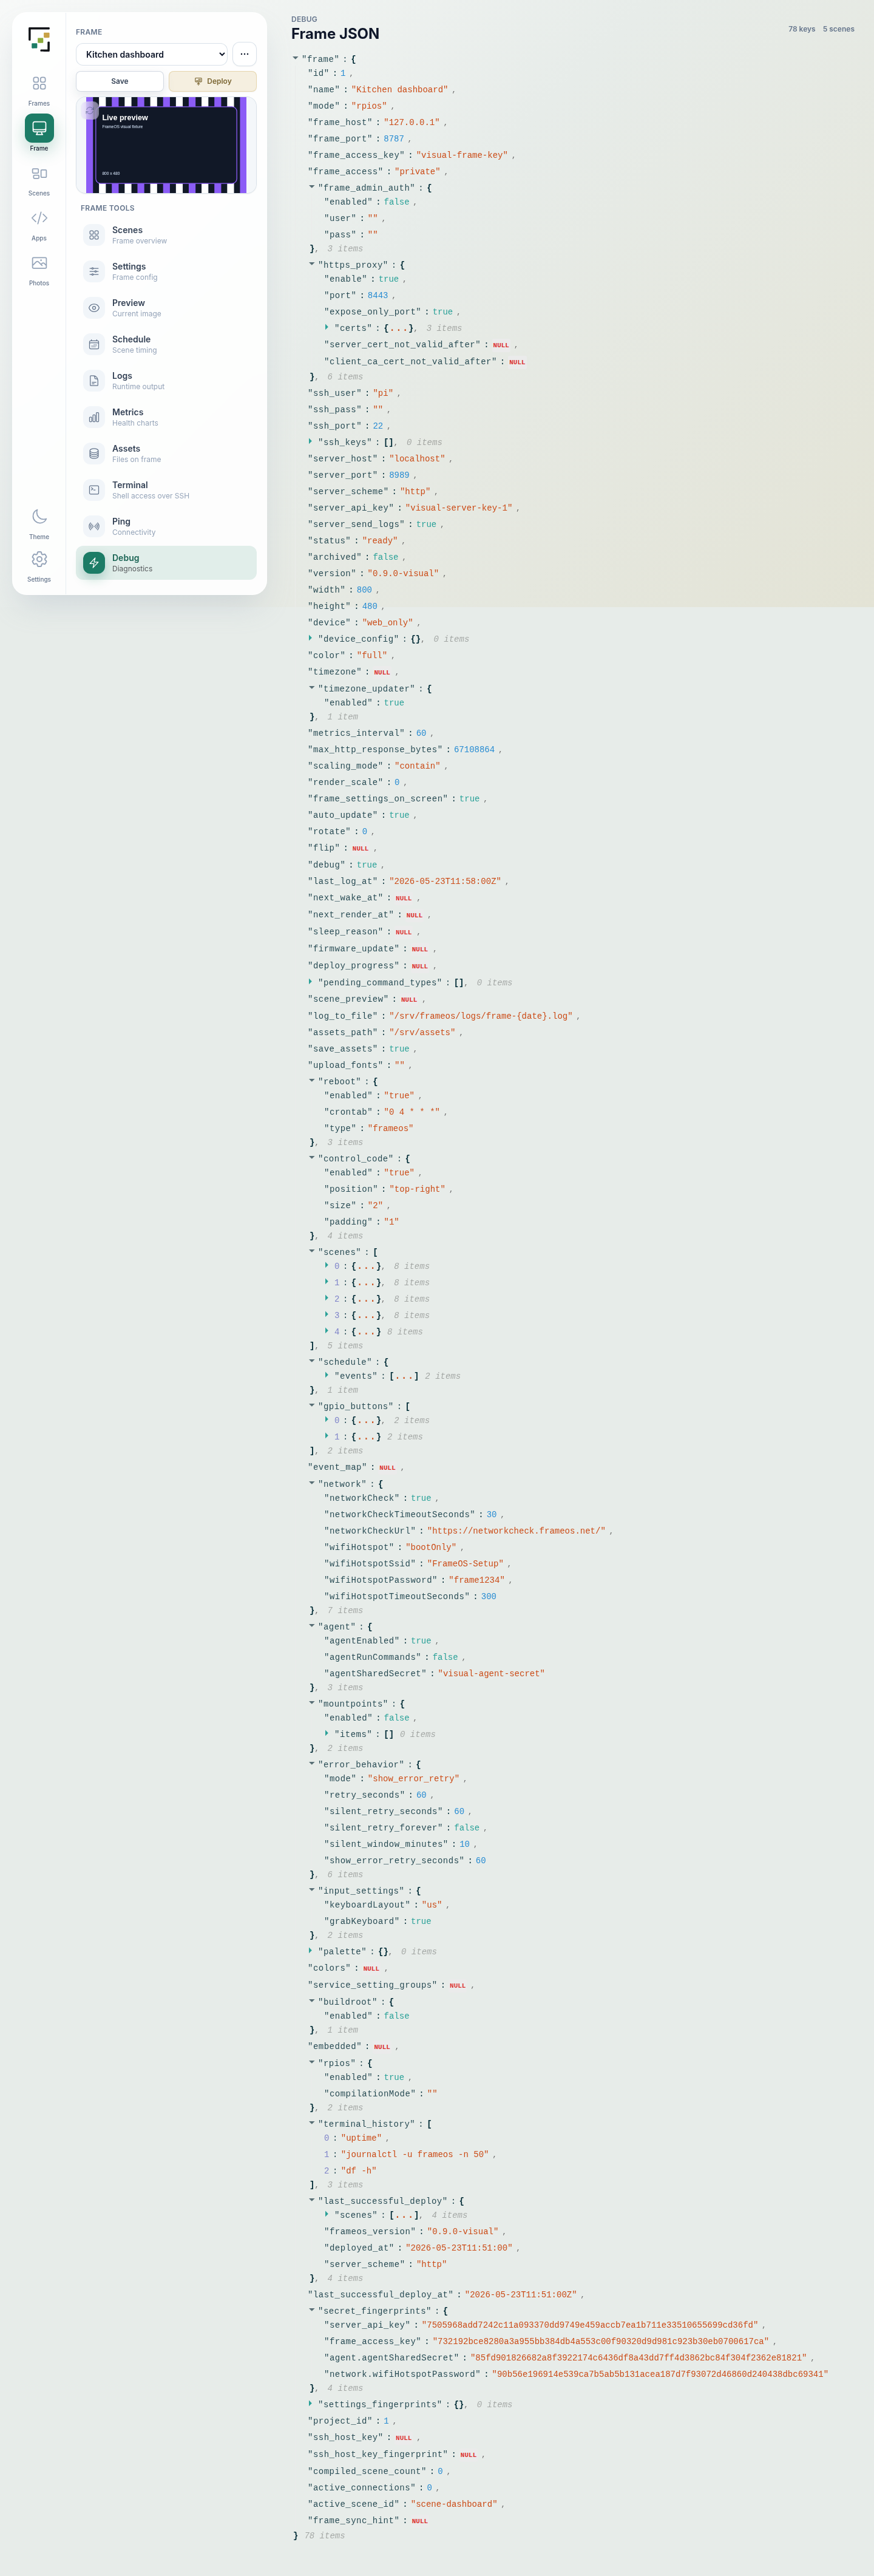 Frames
Frame
Scenes
Apps
Photos
Theme
Settings
FRAME
Kitchen dashboard
...
Save
Deploy
Live preview
FrameOS visual fixture
800 x 480
FRAME TOOLS
Scenes
Frame overview
Settings
Frame config
Preview
Current image
Schedule
Scene timing
Logs
Runtime output
Metrics
Health charts
Assets
Files on frame
Terminal
Shell access over SSH
Ping
Connectivity
Debug
Diagnostics
DEBUG
Frame JSON
78 keys 5 scenes
"frame" : {
"id" : 1 ,
"name" : "Kitchen dashboard" ,
"mode" : "rpios" ,
"frame_host" : "127.0.0.1" ,
"frame_port" : 8787 ,
"frame_access_key" : "visual-frame-key" ,
"frame_access" : "private" ,
"frame_admin_auth" : {
"enabled" : false ,
"user" : "" ,
"pass" : ""
}, 3 items
"https_proxy" : {
"enable" : true ,
"port" : 8443 ,
"expose_only_port" : true ,
"certs" : {...}, 3 items
"server_cert_not_valid_after" : NULL ,
"client_ca_cert_not_valid_after" : NULL
}, 6 items
"ssh_user" : "pi" ,
"ssh_pass" : "" ,
"ssh_port" : 22 ,
"ssh_keys" : [], 0 items
"server_host" : "localhost" ,
"server_port" : 8989 ,
"server_scheme" : "http" ,
"server_api_key" : "visual-server-key-1" ,
"server_send_logs" : true ,
"status" : "ready" ,
"archived" : false ,
"version" : "0.9.0-visual" ,
"width" : 800 ,
"height" : 480 ,
"device" : "web_only" ,
"device_config" : {}, 0 items
"color" : "full" ,
"timezone" : NULL ,
"timezone_updater" : {
"enabled" : true
}, 1 item
"metrics_interval" : 60 ,
"max_http_response_bytes" : 67108864 ,
"scaling_mode" : "contain" ,
"render_scale" : 0 ,
"frame_settings_on_screen" : true ,
"auto_update" : true ,
"rotate" : 0 ,
"flip" : NULL ,
"debug" : true ,
"last_log_at" : "2026-05-23T11:58:00Z" ,
"next_wake_at" : NULL ,
"next_render_at" : NULL ,
"sleep_reason" : NULL ,
"firmware_update" : NULL ,
"deploy_progress" : NULL ,
"pending_command_types" : [], 0 items
"scene_preview" : NULL ,
"log_to_file" : "/srv/frameos/logs/frame-{date}.log" ,
"assets_path" : "/srv/assets" ,
"save_assets" : true ,
"upload_fonts" : "" ,
"reboot" : {
"enabled" : "true" ,
"crontab" : "0 4 * * *" ,
"type" : "frameos"
}, 3 items
"control_code" : {
"enabled" : "true" ,
"position" : "top-right" ,
"size" : "2" ,
"padding" : "1"
}, 4 items
"scenes" : [
0 : {...}, 8 items
1 : {...}, 8 items
2 : {...}, 8 items
3 : {...}, 8 items
4 : {...} 8 items
], 5 items
"schedule" : {
"events" : [...] 2 items
}, 1 item
"gpio_buttons" : [
0 : {...}, 2 items
1 : {...} 2 items
], 2 items
"event_map" : NULL ,
"network" : {
"networkCheck" : true ,
"networkCheckTimeoutSeconds" : 30 ,
"networkCheckUrl" : "https://networkcheck.frameos.net/" ,
"wifiHotspot" : "bootOnly" ,
"wifiHotspotSsid" : "FrameOS-Setup" ,
"wifiHotspotPassword" : "frame1234" ,
"wifiHotspotTimeoutSeconds" : 300
}, 7 items
"agent" : {
"agentEnabled" : true ,
"agentRunCommands" : false ,
"agentSharedSecret" : "visual-agent-secret"
}, 3 items
"mountpoints" : {
"enabled" : false ,
"items" : [] 0 items
}, 2 items
"error_behavior" : {
"mode" : "show_error_retry" ,
"retry_seconds" : 60 ,
"silent_retry_seconds" : 60 ,
"silent_retry_forever" : false ,
"silent_window_minutes" : 10 ,
"show_error_retry_seconds" : 60
}, 6 items
"input_settings" : {
"keyboardLayout" : "us" ,
"grabKeyboard" : true
}, 2 items
"palette" : {}, 0 items
"colors" : NULL ,
"service_setting_groups" : NULL ,
"buildroot" : {
"enabled" : false
}, 1 item
"embedded" : NULL ,
"rpios" : {
"enabled" : true ,
"compilationMode" : ""
}, 2 items
"terminal_history" : [
0 : "uptime" ,
1 : "journalctl -u frameos -n 50" ,
2 : "df -h"
], 3 items
"last_successful_deploy" : {
"scenes" : [...], 4 items
"frameos_version" : "0.9.0-visual" ,
"deployed_at" : "2026-05-23T11:51:00" ,
"server_scheme" : "http"
}, 4 items
"last_successful_deploy_at" : "2026-05-23T11:51:00Z" ,
"secret_fingerprints" : {
"server_api_key" : "7505968add7242c11a093370dd9749e459accb7ea1b711e33510655699cd36fd" ,
"frame_access_key" : "732192bce8280a3a955bb384db4a553c00f90320d9d981c923b30eb0700617ca" ,
"agent.agentSharedSecret" : "85fd901826682a8f3922174c6436df8a43dd7ff4d3862bc84f304f2362e81821" ,
"network.wifiHotspotPassword" : "90b56e196914e539ca7b5ab5b131acea187d7f93072d46860d240438dbc69341"
}, 4 items
"settings_fingerprints" : {}, 0 items
"project_id" : 1 ,
"ssh_host_key" : NULL ,
"ssh_host_key_fingerprint" : NULL ,
"compiled_scene_count" : 0 ,
"active_connections" : 0 ,
"active_scene_id" : "scene-dashboard" ,
"frame_sync_hint" : NULL
} 78 items